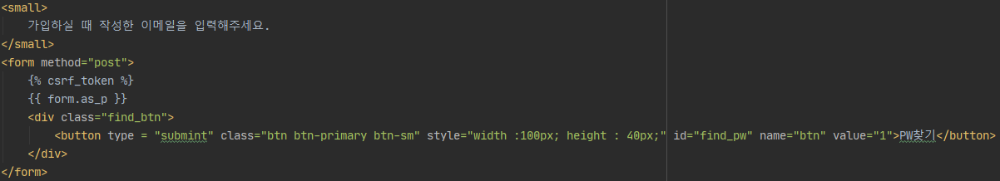 <small>
    가입하실 때 작성한 이메일을 입력해주세요.
</small>
<form method="post">
    {% csrf_token %}
    {{ form.as_p }}
    <div class="find_btn">
        <button type = "submint" class="btn btn-primary btn-sm" style="width :100px; height : 40px;" id="find_pw" name="btn" value="1">PW찾기</button>
    </div>
</form>